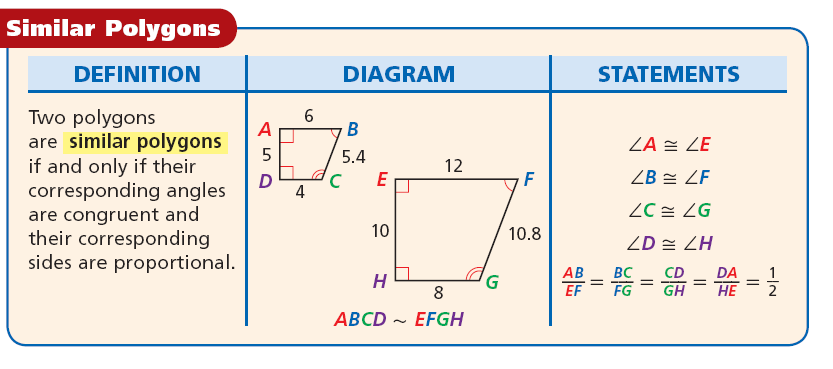 Similar Polygons
DEFINITION
DIAGRAM
STATEMENTS
Two polygons
are similar polygons
if and only if their
corresponding angles
are congruent and
their corresponding
sides are proportional.
6
A
B
5
5.4
D
4
C
12
E
F
10
10.8
H
8
G
ABCD ~ EFGH
∠A ≅ ∠E
∠B ≅ ∠F
∠C ≅ ∠G
∠D ≅ ∠H
AB/EF = BC/FG = CD/GH = DA/HE = 1/2